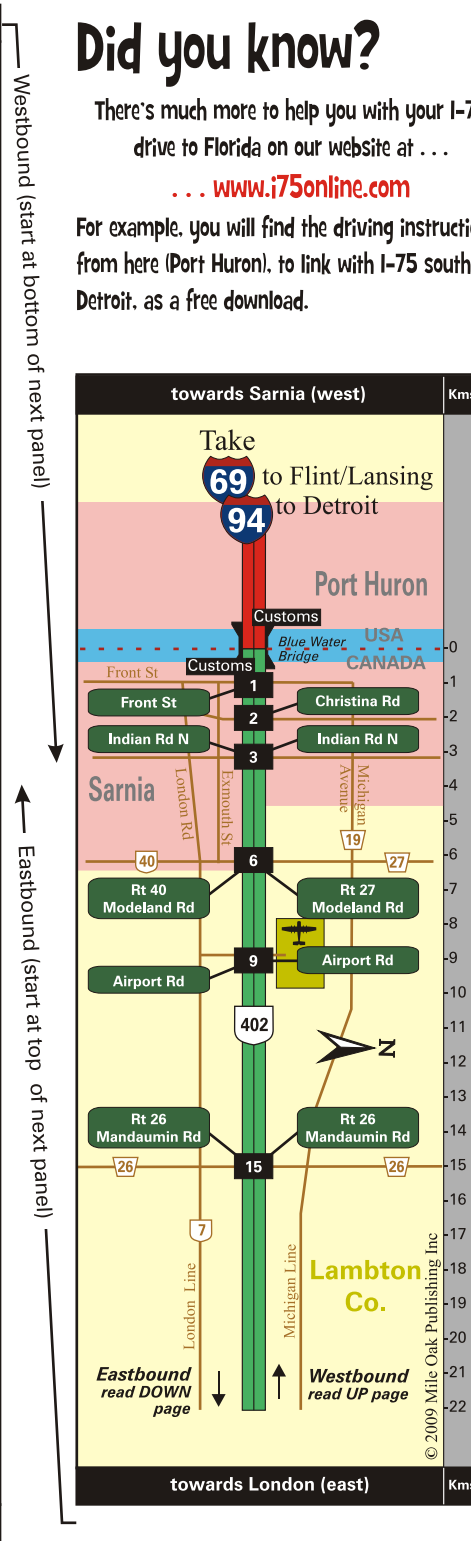 Did you know?
There's much more to help you with your I-7
drive to Florida on our website at . . .
. . . www.i75online.com
For example, you will find the driving instructi
from here (Port Huron), to link with I-75 south
Detroit, as a free download.
Westbound (start at bottom of next panel)
Eastbound (start at top of next panel)
towards Sarnia (west)
Kms
Take
69 to Flint/Lansing
94 to Detroit
Port Huron
Customs
Blue Water
Bridge
USA
CANADA
0
Customs
Front St
1
1
Front St
Christina Rd
2
2
Indian Rd N
Indian Rd N
3
3
Sarnia
London Rd
Exmouth St
Michigan
Avenue
4
5
19
40
6
27
6
Rt 40
Modeland Rd
Rt 27
Modeland Rd
7
8
9
Airport Rd
9
Airport Rd
10
402
11
N
12
13
Rt 26
Mandaumin Rd
Rt 26
Mandaumin Rd
14
26
15
26
15
16
7
17
London Line
Michigan Line
Lambton
Co.
18
19
20
21
22
Eastbound
read DOWN
page
Westbound
read UP page
© 2009 Mile Oak Publishing Inc
towards London (east)
Kms